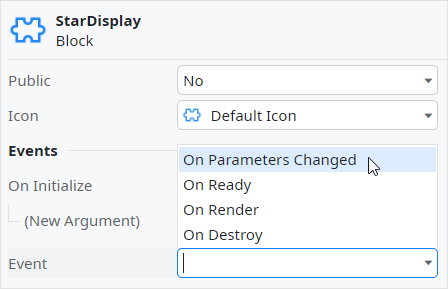 StarDisplay
Block
Public No
Icon Default Icon
Events
On Parameters Changed
On Initialize
On Ready
(New Argument)
On Render
On Destroy
Event